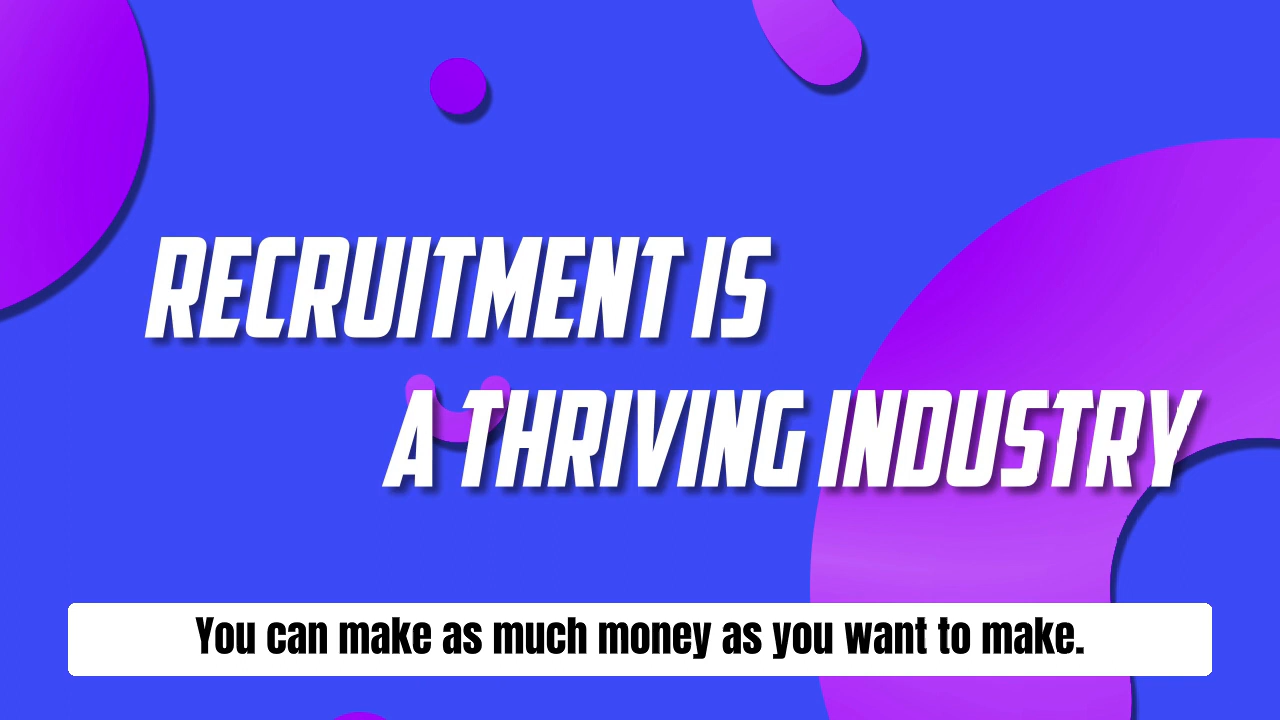 RECRUITMENT IS
A THRIVING INDUSTRY
You can make as much money as you want to make.